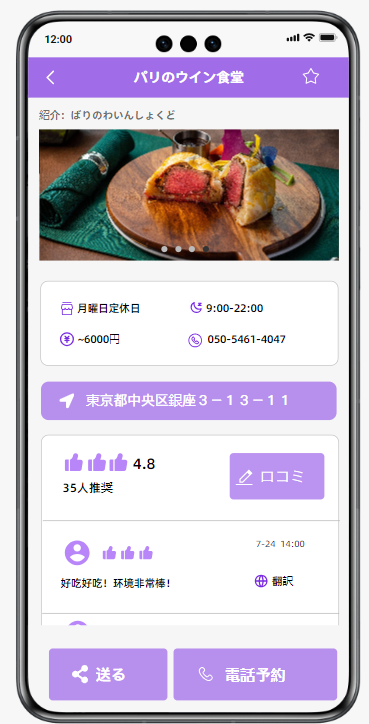 12:00
パリのウイン食堂
紹介：ぱりのわいんしょくど
月曜日定休日
9:00-22:00
~6000円
050-5461-4047
東京都中央区銀座３－１３－１１
4.8
35人推奨
口コミ
7-24 14:00
好吃好吃！环境非常棒！
翻訳
送る
電話予約